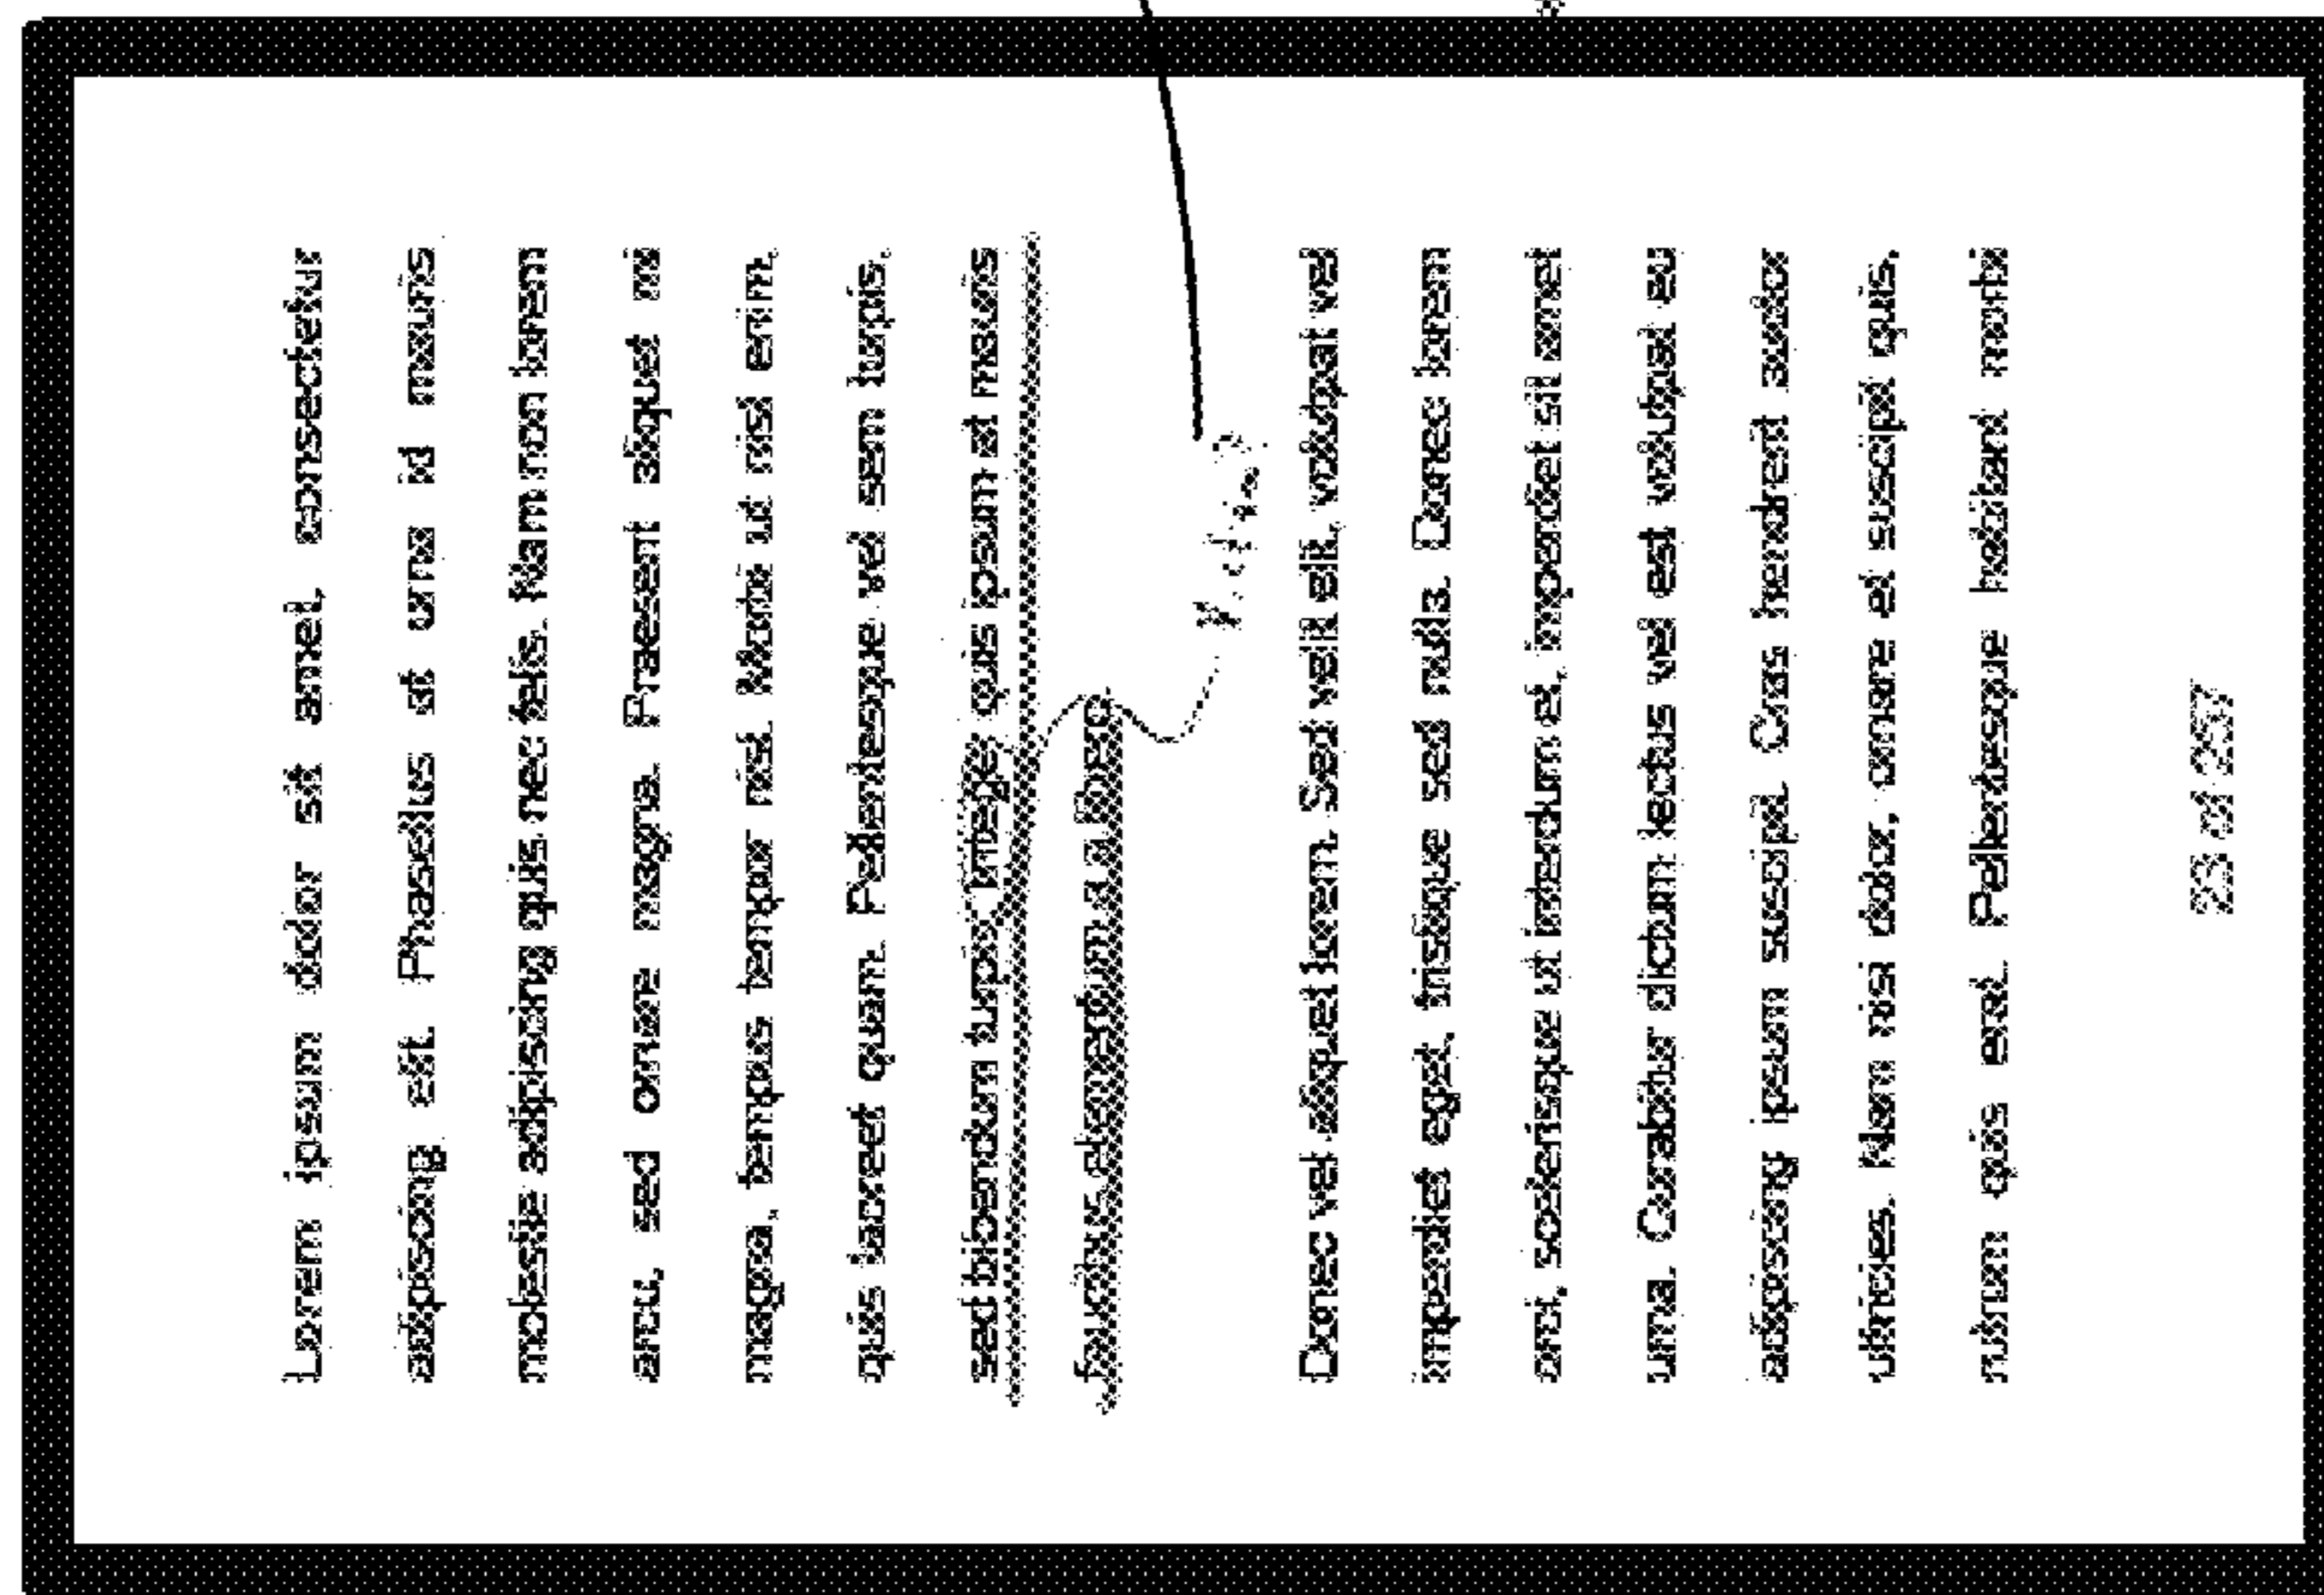 Lorem ipsum dolor sit amet, consectetur
adipiscing elit. Phasellus at urna id mauris
molestie adipiscing quis nec felis. Nam non lorem
arcu, sed ornare magna. Praesent aliquet mi
magna, tempus tempor nisi. Morbi ut nisl enim,
quis laoreet quam. Pellentesque vel sem turpis,
sed bibendum turpis. Integer quis ipsum at mauris
faucibus elementum a a libero.
Donec vel aliquet lorem. Sed velit elit, volutpat vel
imperdiet eget, tristique sed nulla. Donec lorem
orci, scelerisque ut interdum et, imperdiet sit amet
urna. Curabitur dictum lectus vel est volutpat eu
adipiscing ipsum suscipit. Cras hendrerit auctor
ultricies. Nam nisi dolor, ornare et suscipit quis,
rutrum quis erat. Pellentesque habitant morbi
23 of 257